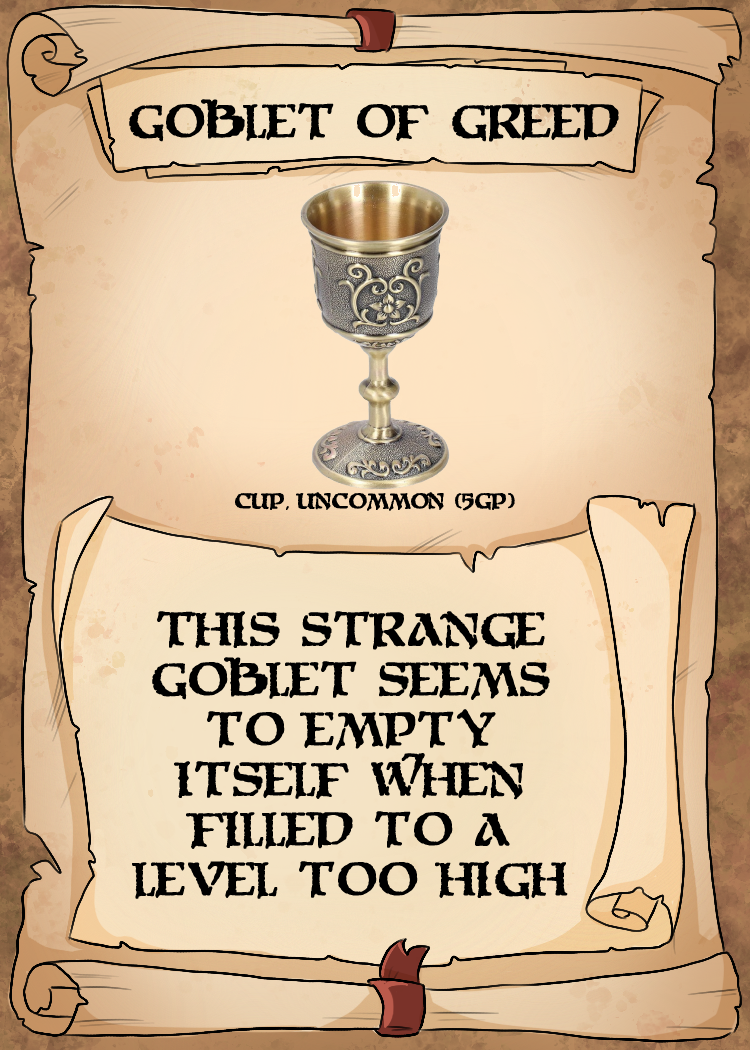 GOBLET OF GREED
CUP, UNCOMMON (5GP)
THIS STRANGE
GOBLET SEEMS
TO EMPTY
ITSELF WHEN
FILLED TO A
LEVEL TOO HIGH